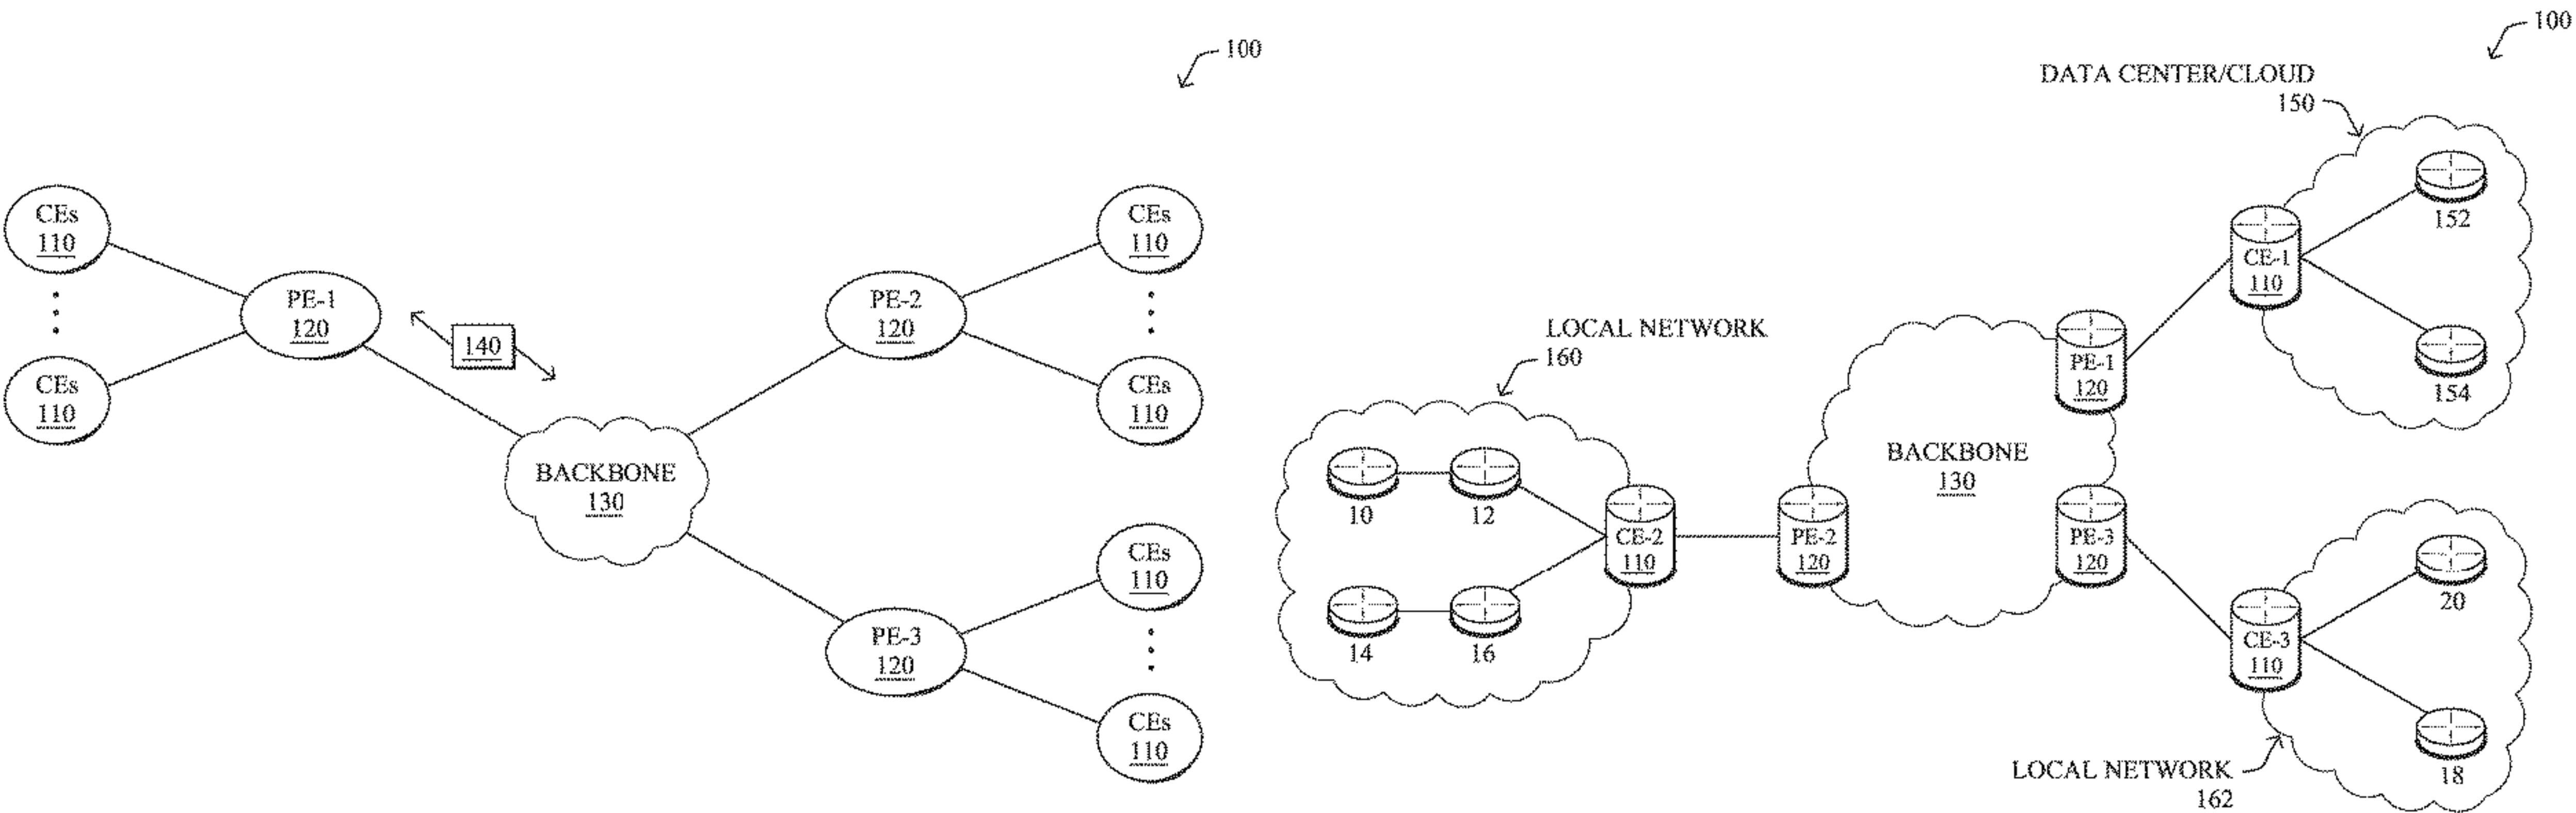 100
CEs
110
CEs
110
PE-1
120
140
BACKBONE
130
PE-2
120
CEs
110
CEs
110
PE-3
120
CEs
110
CEs
110
100
DATA CENTER/CLOUD
150
152
154
CE-1
110
LOCAL NETWORK
160
10
12
14
16
CE-2
110
PE-2
120
BACKBONE
130
PE-1
120
PE-3
120
CE-3
110
20
18
LOCAL NETWORK
162